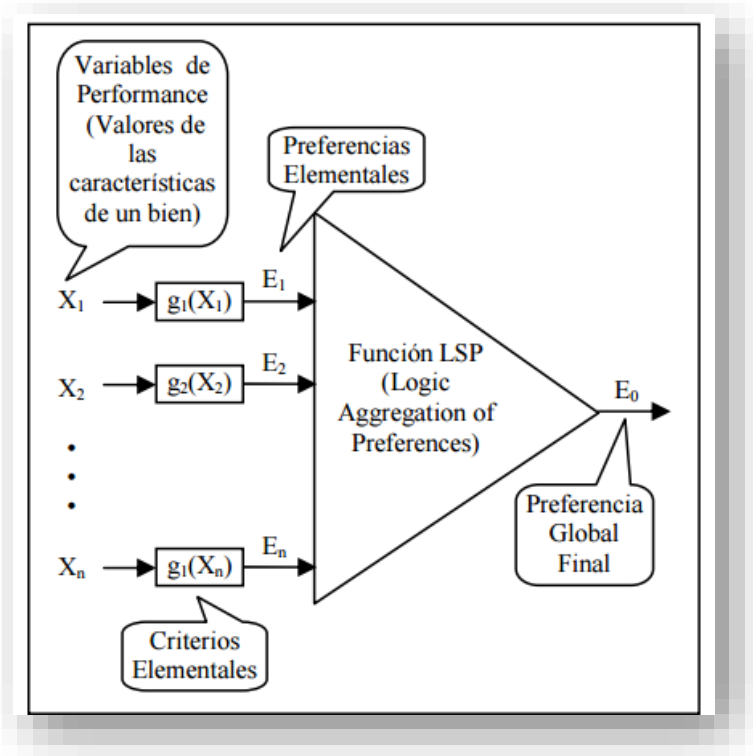 Variables de
Performance
(Valores de
las
características
de un bien)
Preferencias
Elementales
X₁
g₁(X₁)
E₁
X₂
g₂(X₂)
E₂
Función LSP
(Logic
Aggregation of
Preferences)
E₀
Xₙ
g₁(Xₙ)
Eₙ
Preferencia
Global
Final
Criterios
Elementales